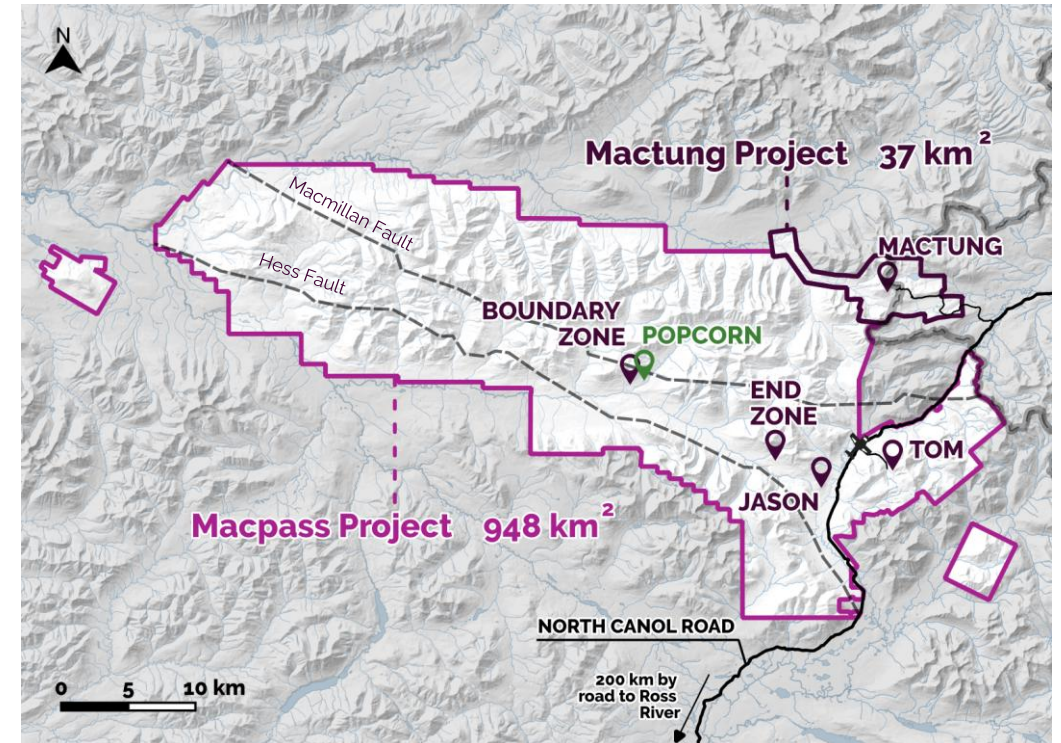 N
Mactung Project 37 km²
Macmillan Fault
MACTUNG
Hess Fault
BOUNDARY
ZONE
POPCORN
END
ZONE
TOM
JASON
Macpass Project 948 km²
NORTH CANOL ROAD
200 km by
road to Ross
River
0 5 10 km